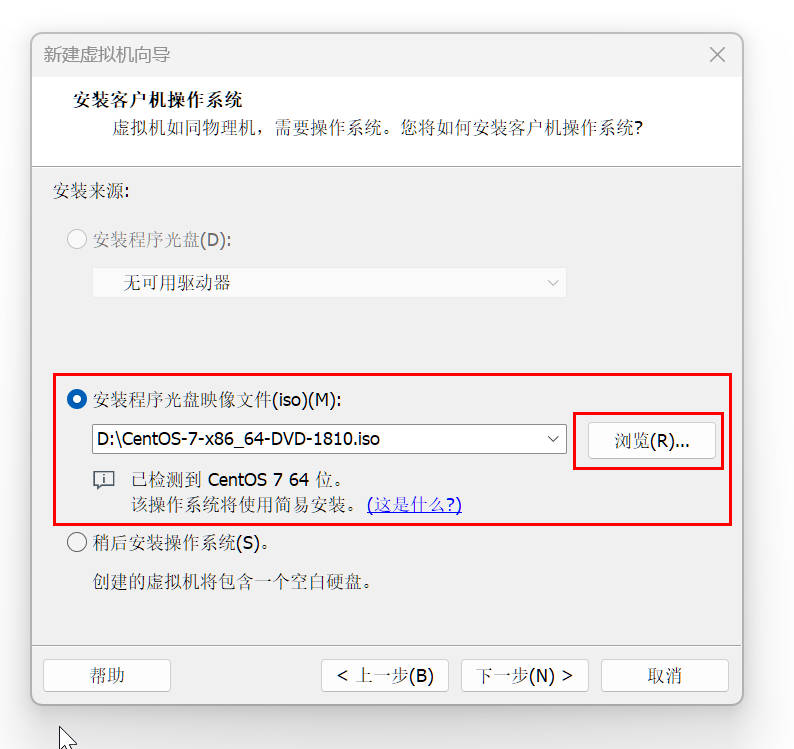 新建虚拟机向导
安装客户机操作系统
虚拟机如同物理机，需要操作系统。您将如何安装客户机操作系统?
安装来源:
安装程序光盘(D):
无可用驱动器
安装程序光盘映像文件(iso)(M):
D:\CentOS-7-x86_64-DVD-1810.iso
浏览(R)...
已检测到 CentOS 7 64 位。
该操作系统将使用简易安装。(这是什么?)
稍后安装操作系统(S)。
创建的虚拟机将包含一个空白硬盘。
帮助
< 上一步(B)
下一步(N) >
取消